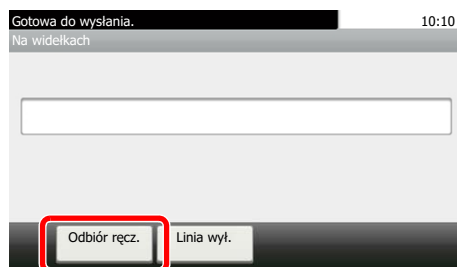 Gotowa do wysłania. 10:10
Na widełkach
Odbiór ręcz. Linia wył.